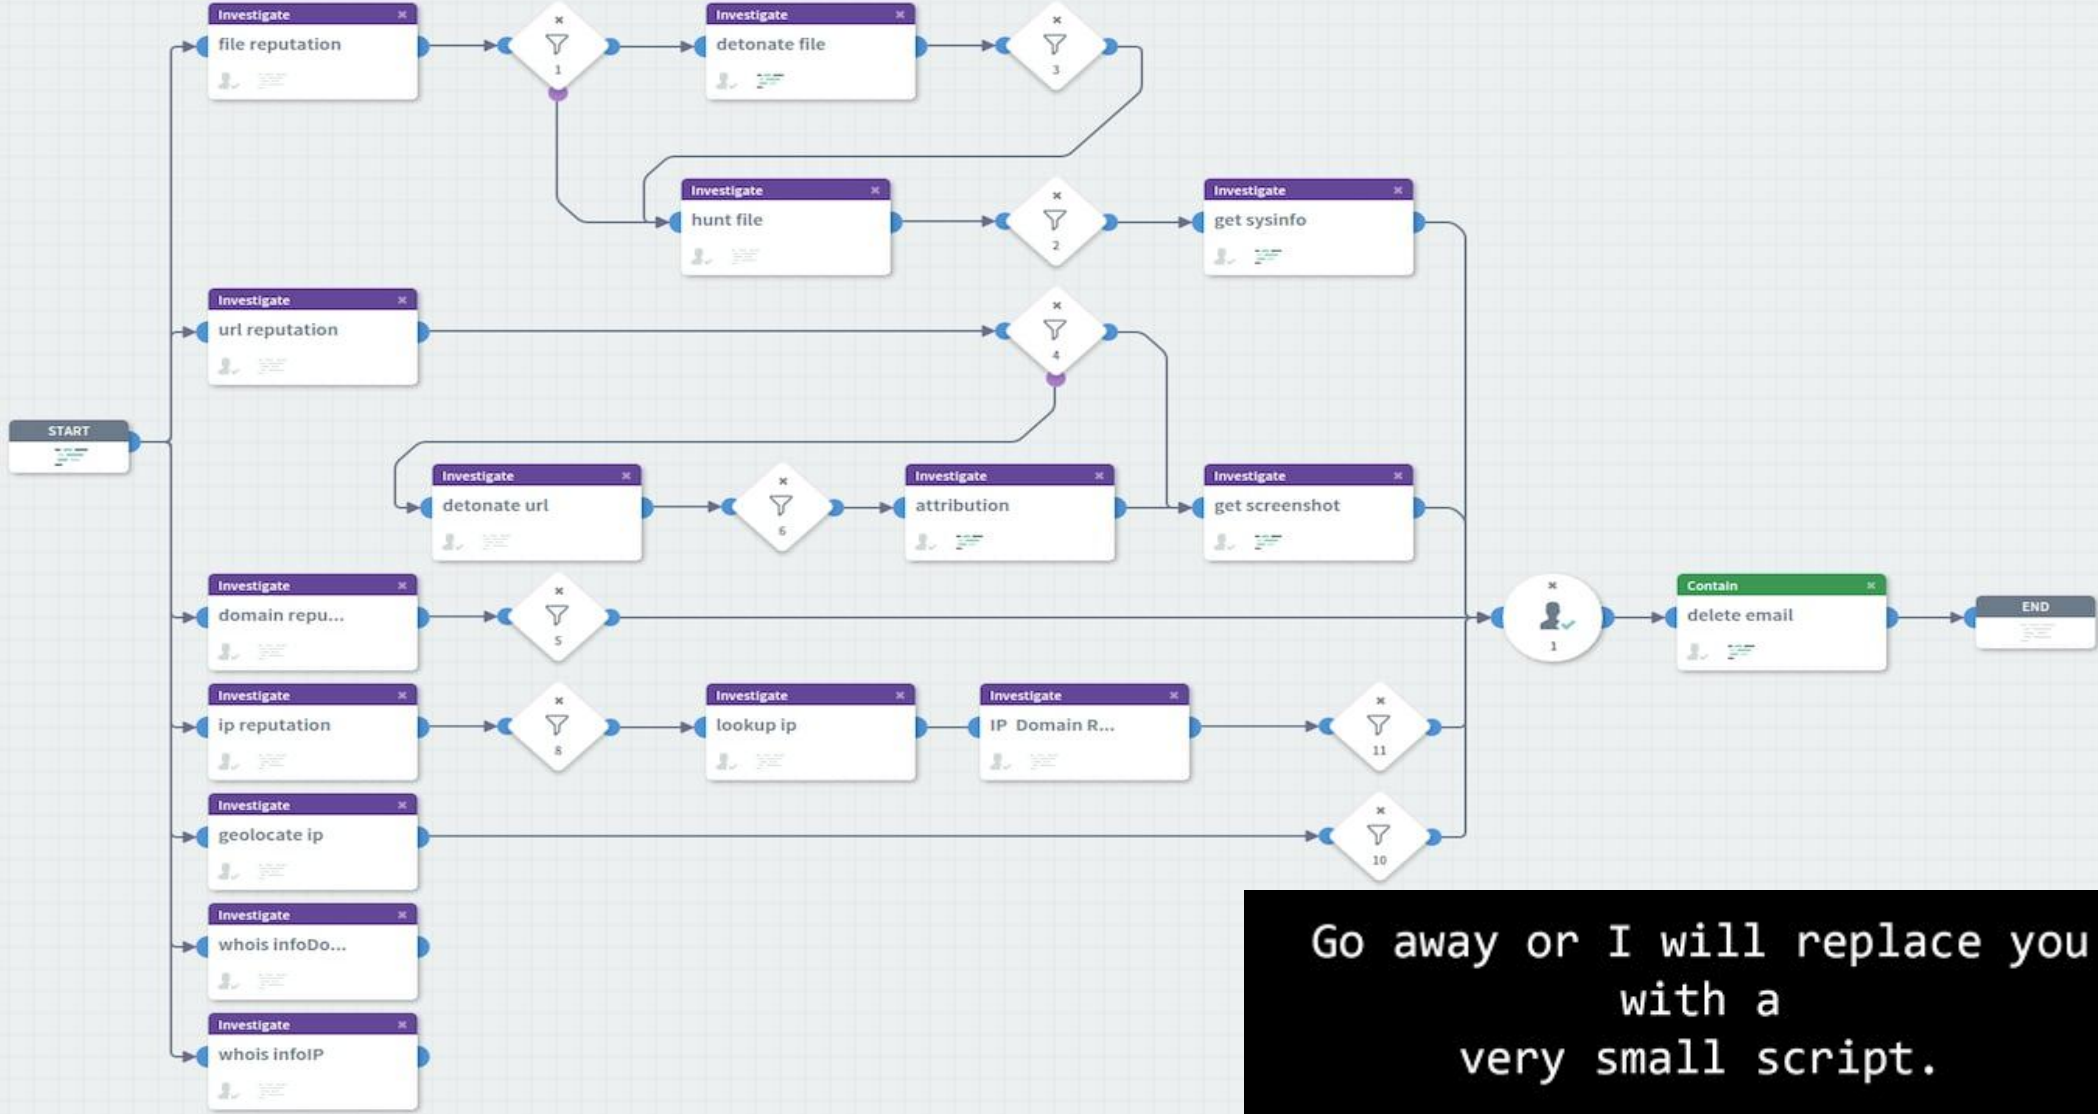 Investigate
file reputation
1
Investigate
detonate file
3
Investigate
hunt file
2
Investigate
get sysinfo
Investigate
url reputation
4
START
Investigate
detonate url
6
Investigate
attribution
Investigate
get screenshot
Investigate
domain repu...
5
1
Contain
delete email
END
Investigate
ip reputation
8
Investigate
lookup ip
Investigate
IP Domain R...
11
Investigate
geolocate ip
10
Investigate
whois infoDo...
Investigate
whois infoIP
Go away or I will replace you
with a
very small script.